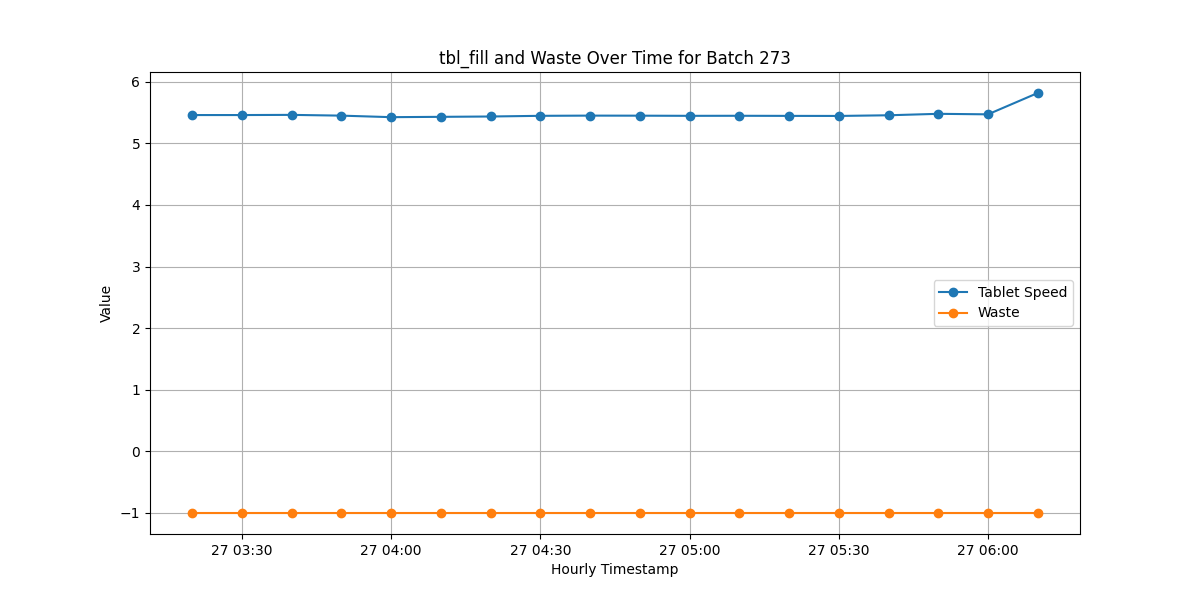 tbl_fill and Waste Over Time for Batch 273
6
5
4
3
2
1
0
−1
Value
Tablet Speed
Waste
27 03:30
27 04:00
27 04:30
27 05:00
27 05:30
27 06:00
Hourly Timestamp